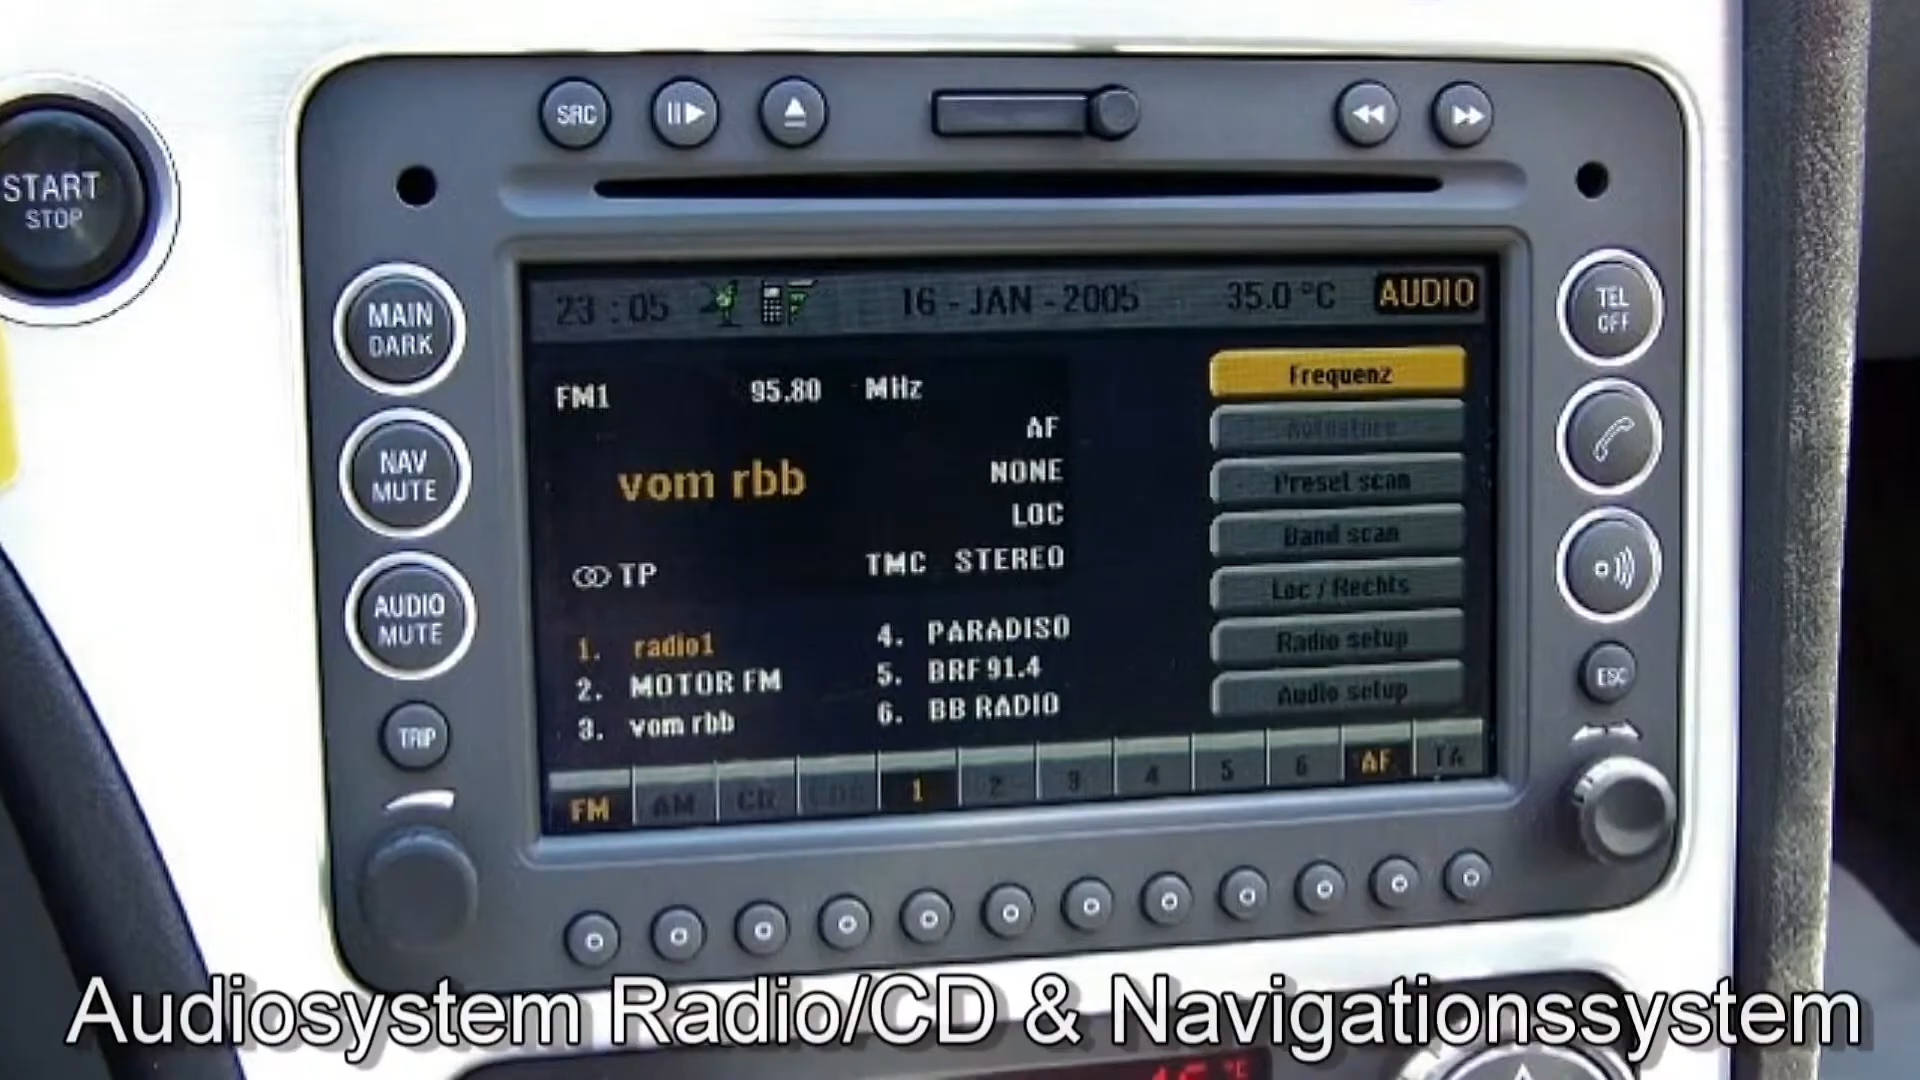 SRC
START
STOP
MAIN
DARK
NAV
MUTE
AUDIO
MUTE
TRIP
23 : 05 16 - JAN - 2005 35.0 °C AUDIO
FM1 95.80 MHz
AF
vom rbb
NONE
LOC
TP TMC STEREO
1. radio1
2. MOTOR FM
3. vom rbb
4. PARADISO
5. BRF 91.4
6. BB RADIO
Frequenz
Autostore
Preset scan
Band scan
Loc / Rechts
Radio setup
Audio setup
FM AM CD CDC 1 2 3 4 5 6 AF TA
TEL
OFF
ESC
Audiosystem Radio/CD & Navigationssystem
°C